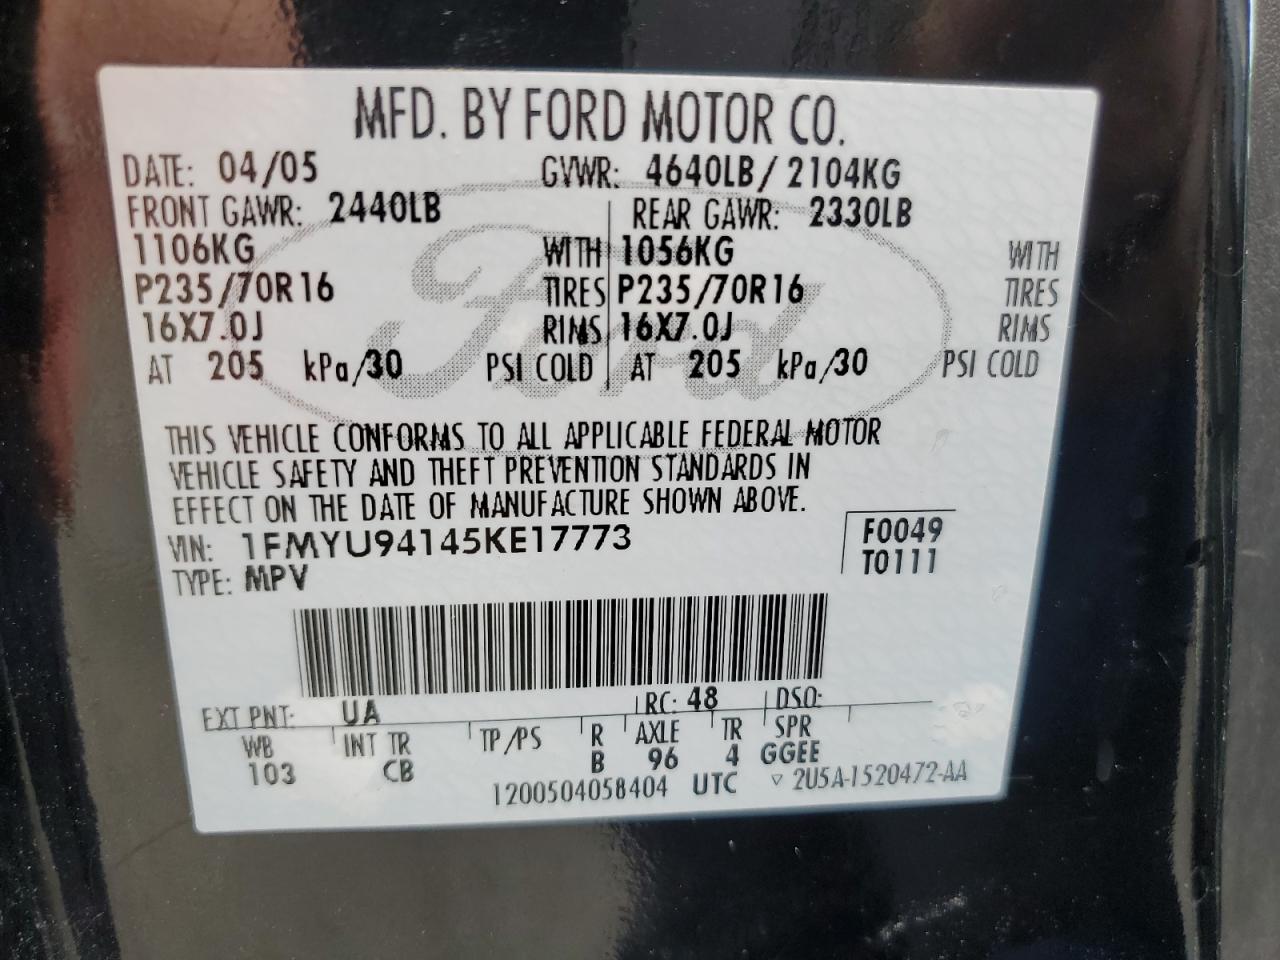 MFD. BY FORD MOTOR CO.
DATE: 04/05 GVWR: 4640LB/2104KG
FRONT GAWR: 2440LB REAR GAWR: 2330LB
1106KG WITH 1056KG WITH
P235/70R16 TIRES P235/70R16 TIRES
16X7.0J RIMS 16X7.0J RIMS
AT 205 kPa/30 PSI COLD AT 205 kPa/30 PSI COLD
Ford
THIS VEHICLE CONFORMS TO ALL APPLICABLE FEDERAL MOTOR
VEHICLE SAFETY AND THEFT PREVENTION STANDARDS IN
EFFECT ON THE DATE OF MANUFACTURE SHOWN ABOVE.
VIN: 1FMYU94145KE17773 F0049
TYPE: MPV T0111
EXT PNT: UA RC: 48 DSO:
WB INT TR TP/PS R AXLE TR SPR
103 CB B 96 4 GGEE
1200504058404 UTC ▽ 2U5A-1520472-AA